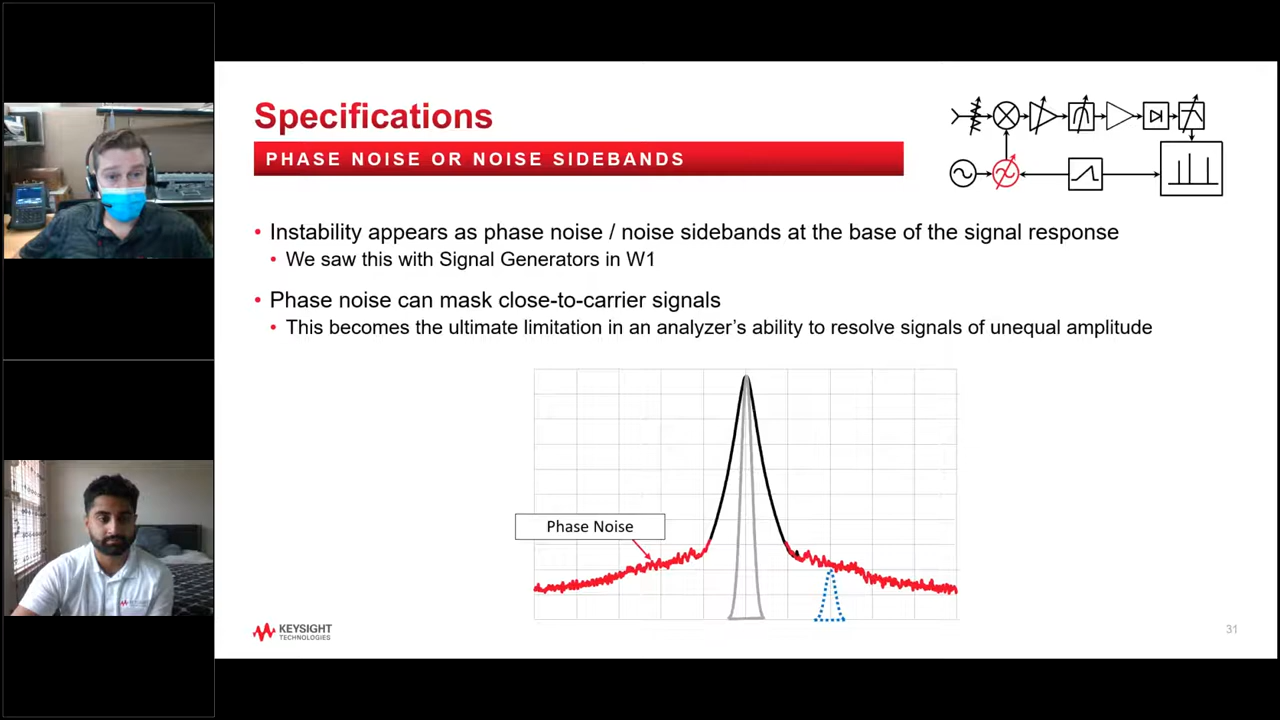 Specifications
PHASE NOISE OR NOISE SIDEBANDS
• Instability appears as phase noise / noise sidebands at the base of the signal response
• We saw this with Signal Generators in W1
• Phase noise can mask close-to-carrier signals
• This becomes the ultimate limitation in an analyzer's ability to resolve signals of unequal amplitude
Phase Noise
KEYSIGHT
TECHNOLOGIES
31